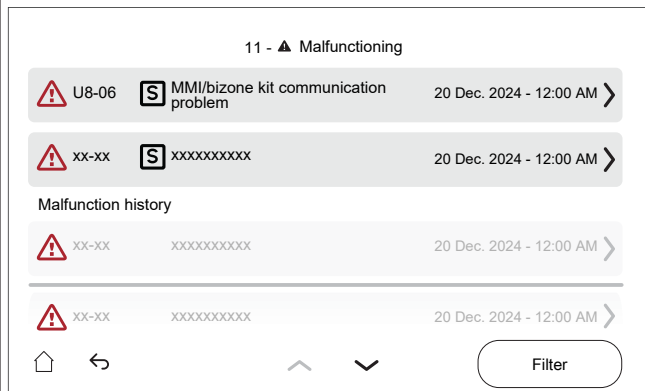 11 - Malfunctioning
U8-06 S MMI/bizone kit communication problem 20 Dec. 2024 - 12:00 AM
xx-xx S xxxxxxxxxx 20 Dec. 2024 - 12:00 AM
Malfunction history
xx-xx xxxxxxxxxx 20 Dec. 2024 - 12:00 AM
xx-xx xxxxxxxxxx 20 Dec. 2024 - 12:00 AM
Filter